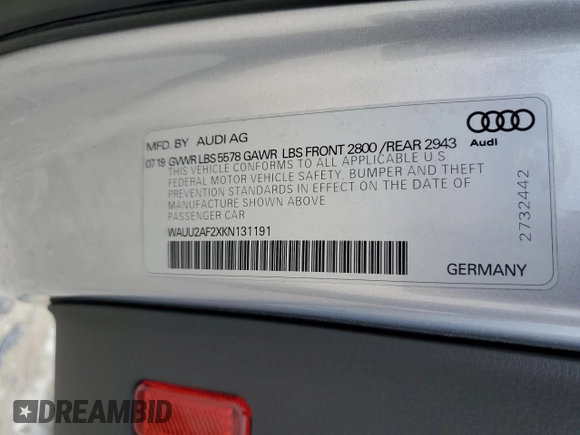 MFD. BY AUDI AG
07 19 GVWR LBS 5578 GAWR LBS FRONT 2800 / REAR 2943
THIS VEHICLE CONFORMS TO ALL APPLICABLE U S
FEDERAL MOTOR VEHICLE SAFETY, BUMPER AND THEFT
PREVENTION STANDARDS IN EFFECT ON THE DATE OF
MANUFACTURE SHOWN ABOVE
PASSENGER CAR
WAUU2AF2XKN131191
Audi
2732442
GERMANY
DREAMBID